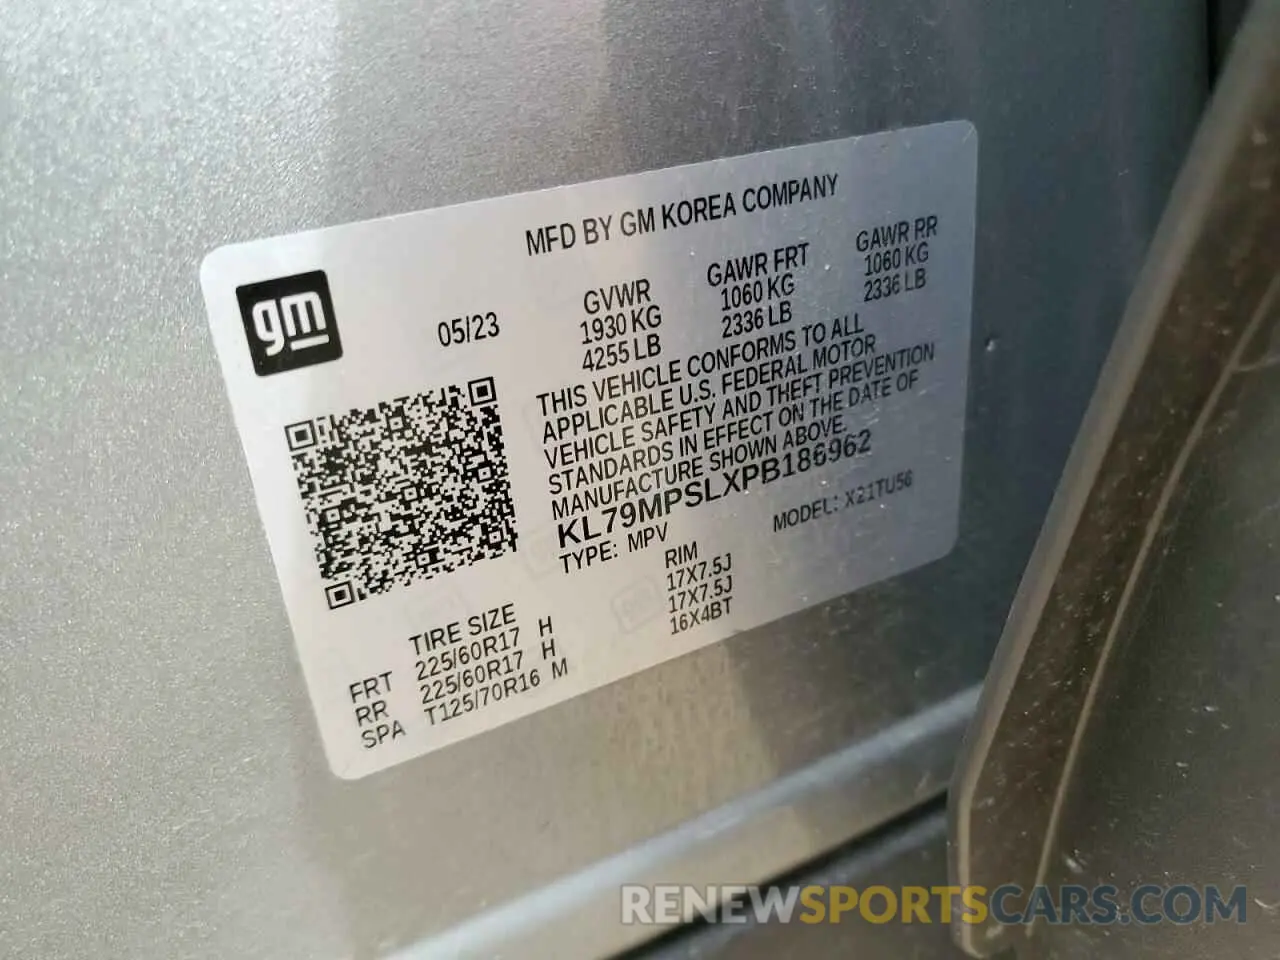 MFD BY GM KOREA COMPANY
gm
05/23
GVWR GAWR FRT GAWR RR
1930 KG 1060 KG 1060 KG
4255 LB 2336 LB 2336 LB
THIS VEHICLE CONFORMS TO ALL
APPLICABLE U.S. FEDERAL MOTOR
VEHICLE SAFETY AND THEFT PREVENTION
STANDARDS IN EFFECT ON THE DATE OF
MANUFACTURE SHOWN ABOVE.
KL79MPSLXPB186962
TYPE: MPV MODEL: X21TU56
TIRE SIZE RIM
FRT 225/60R17 H 17X7.5J
RR 225/60R17 H 17X7.5J
SPA T125/70R16 M 16X4BT
RENEWSPORTSCARS.COM